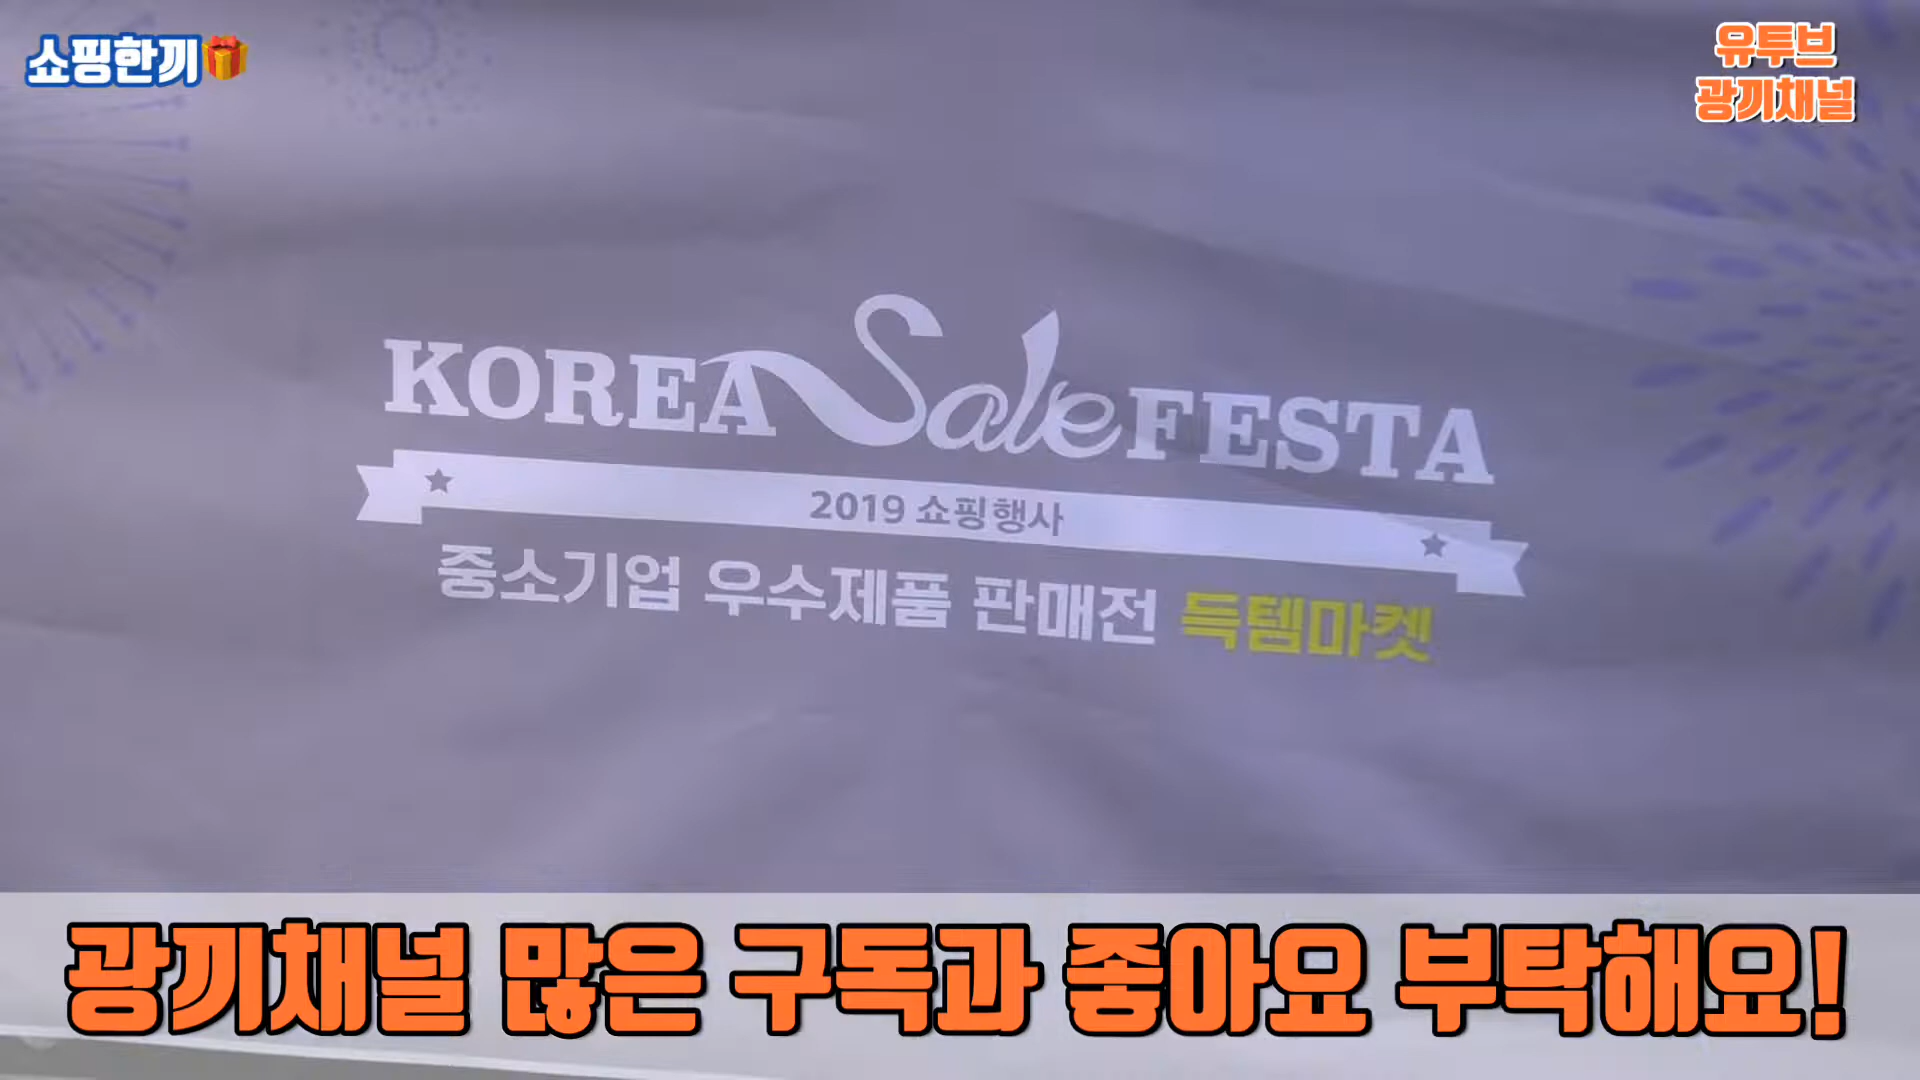 쇼핑한끼
유투브
광끼채널
KOREA Sale FESTA
2019 쇼핑행사
중소기업 우수제품 판매전 득템마켓
광끼채널 많은 구독과 좋아요 부탁해요!